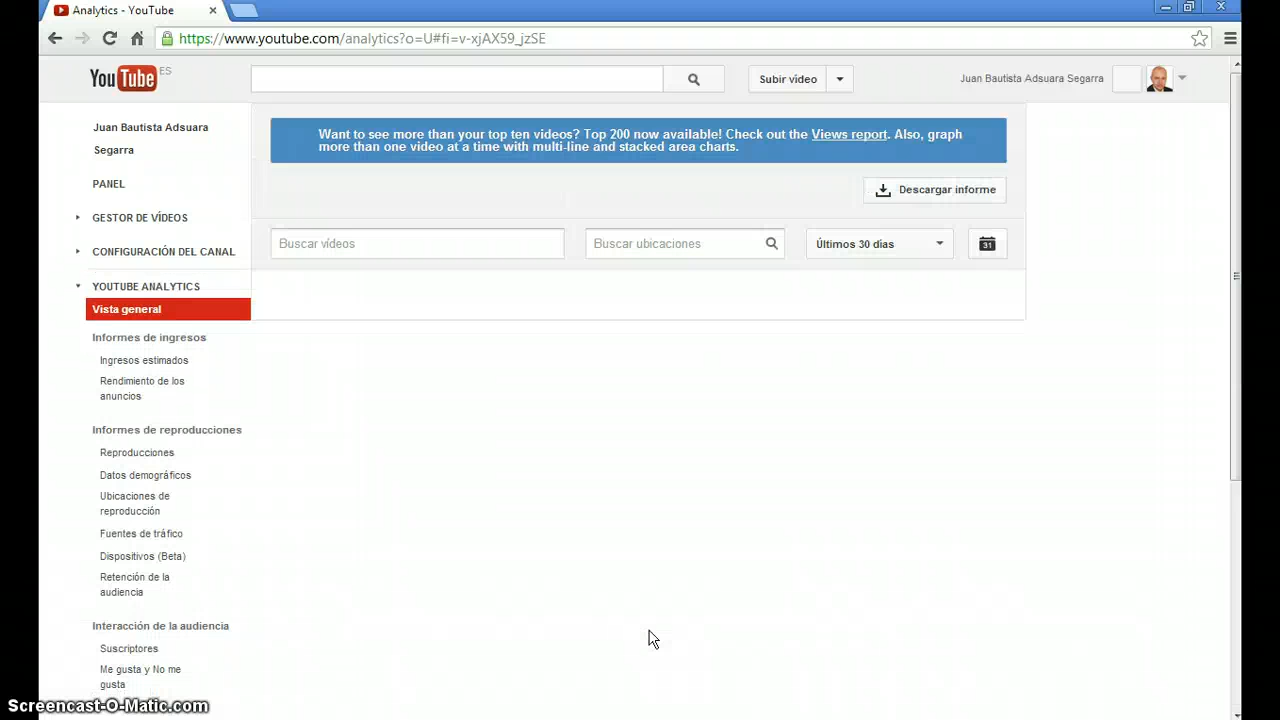 Analytics - YouTube
https://www.youtube.com/analytics?o=U#fi=v-xjAX59_jzSE
YouTube ES
Subir vídeo
Juan Bautista Adsuara Segarra
Juan Bautista Adsuara
Segarra
PANEL
GESTOR DE VÍDEOS
CONFIGURACIÓN DEL CANAL
YOUTUBE ANALYTICS
Vista general
Informes de ingresos
Ingresos estimados
Rendimiento de los
anuncios
Informes de reproducciones
Reproducciones
Datos demográficos
Ubicaciones de
reproducción
Fuentes de tráfico
Dispositivos (Beta)
Retención de la
audiencia
Interacción de la audiencia
Suscriptores
Me gusta y No me
gusta
Want to see more than your top ten videos? Top 200 now available! Check out the Views report. Also, graph
more than one video at a time with multi-line and stacked area charts.
Descargar informe
Buscar vídeos
Buscar ubicaciones
Últimos 30 días
31
Screencast-O-Matic.com